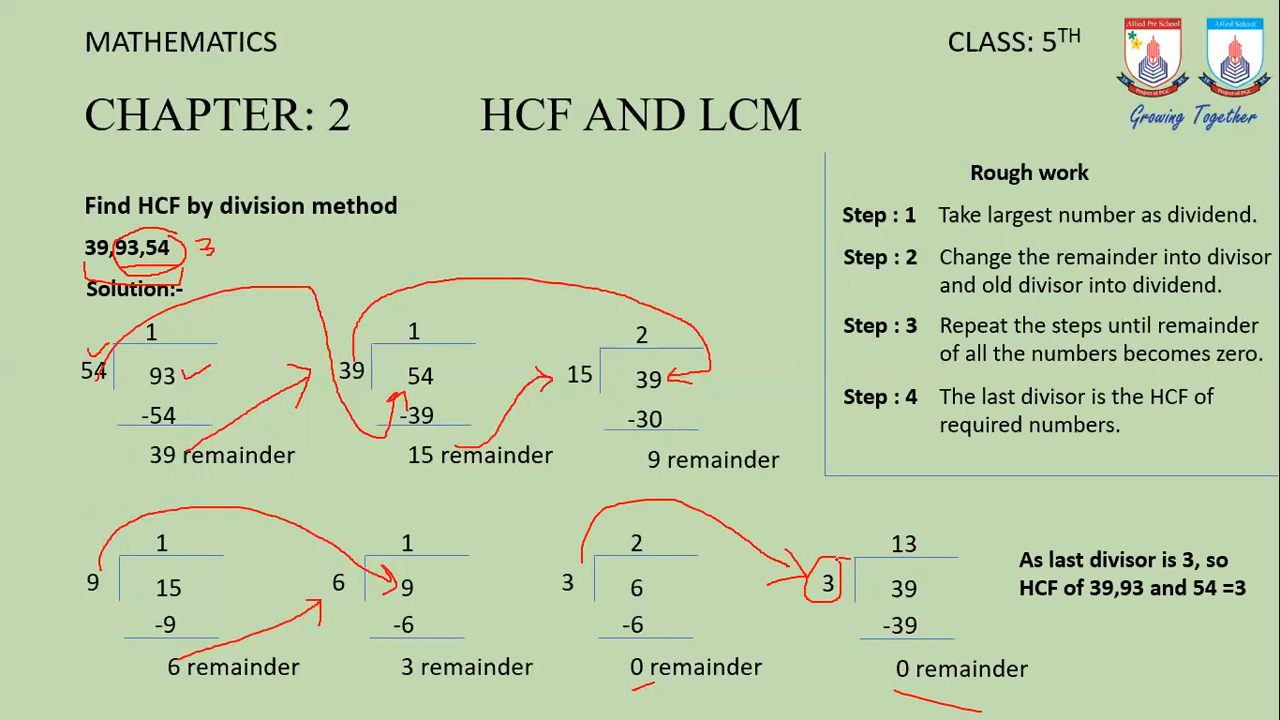 MATHEMATICS
CLASS: 5TH
Allied Pre School
Project of PGC
Allied School
Project of PGC
Growing Together
CHAPTER: 2 HCF AND LCM
Find HCF by division method
39,93,54 3
Solution:-
1
54 93
-54
39 remainder
1
39 54
-39
15 remainder
2
15 39
-30
9 remainder
1
9 15
-9
6 remainder
1
6 9
-6
3 remainder
2
3 6
-6
0 remainder
13
3 39
-39
0 remainder
Rough work
Step : 1 Take largest number as dividend.
Step : 2 Change the remainder into divisor
and old divisor into dividend.
Step : 3 Repeat the steps until remainder
of all the numbers becomes zero.
Step : 4 The last divisor is the HCF of
required numbers.
As last divisor is 3, so
HCF of 39,93 and 54 =3